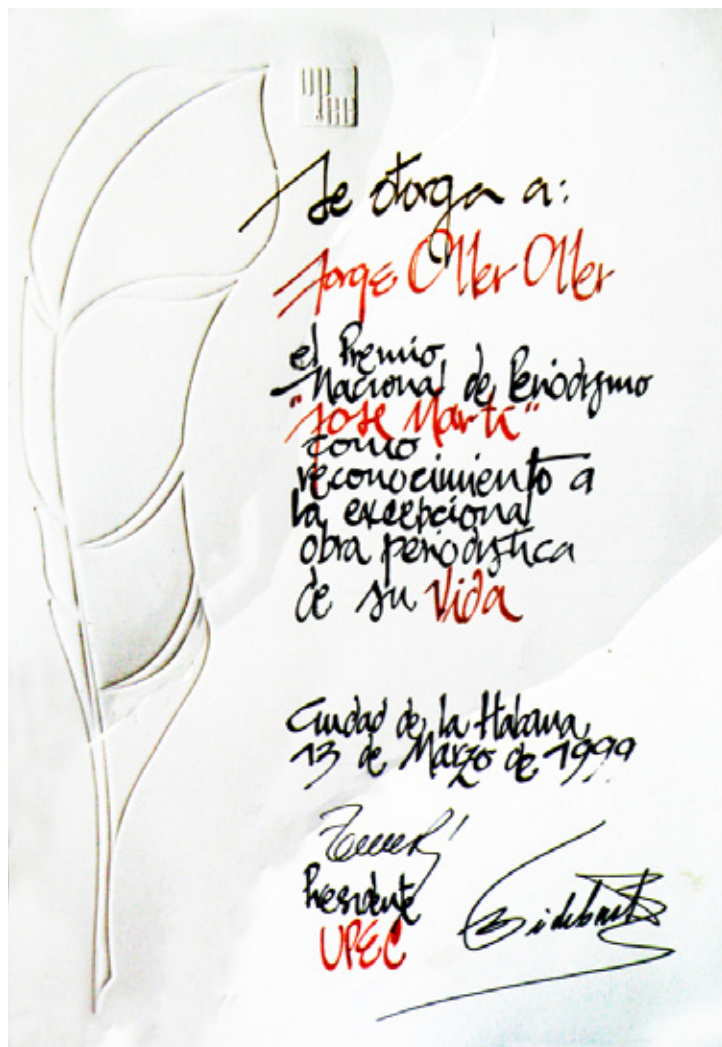 UPEC
Se otorga a:
Jorge Oller Oller
el Premio
Nacional de Periodismo
"José Martí"
como
reconocimiento a
la excepcional
obra periodística
de su Vida
Ciudad de la Habana,
13 de Marzo de 1999
Presidente
UPEC